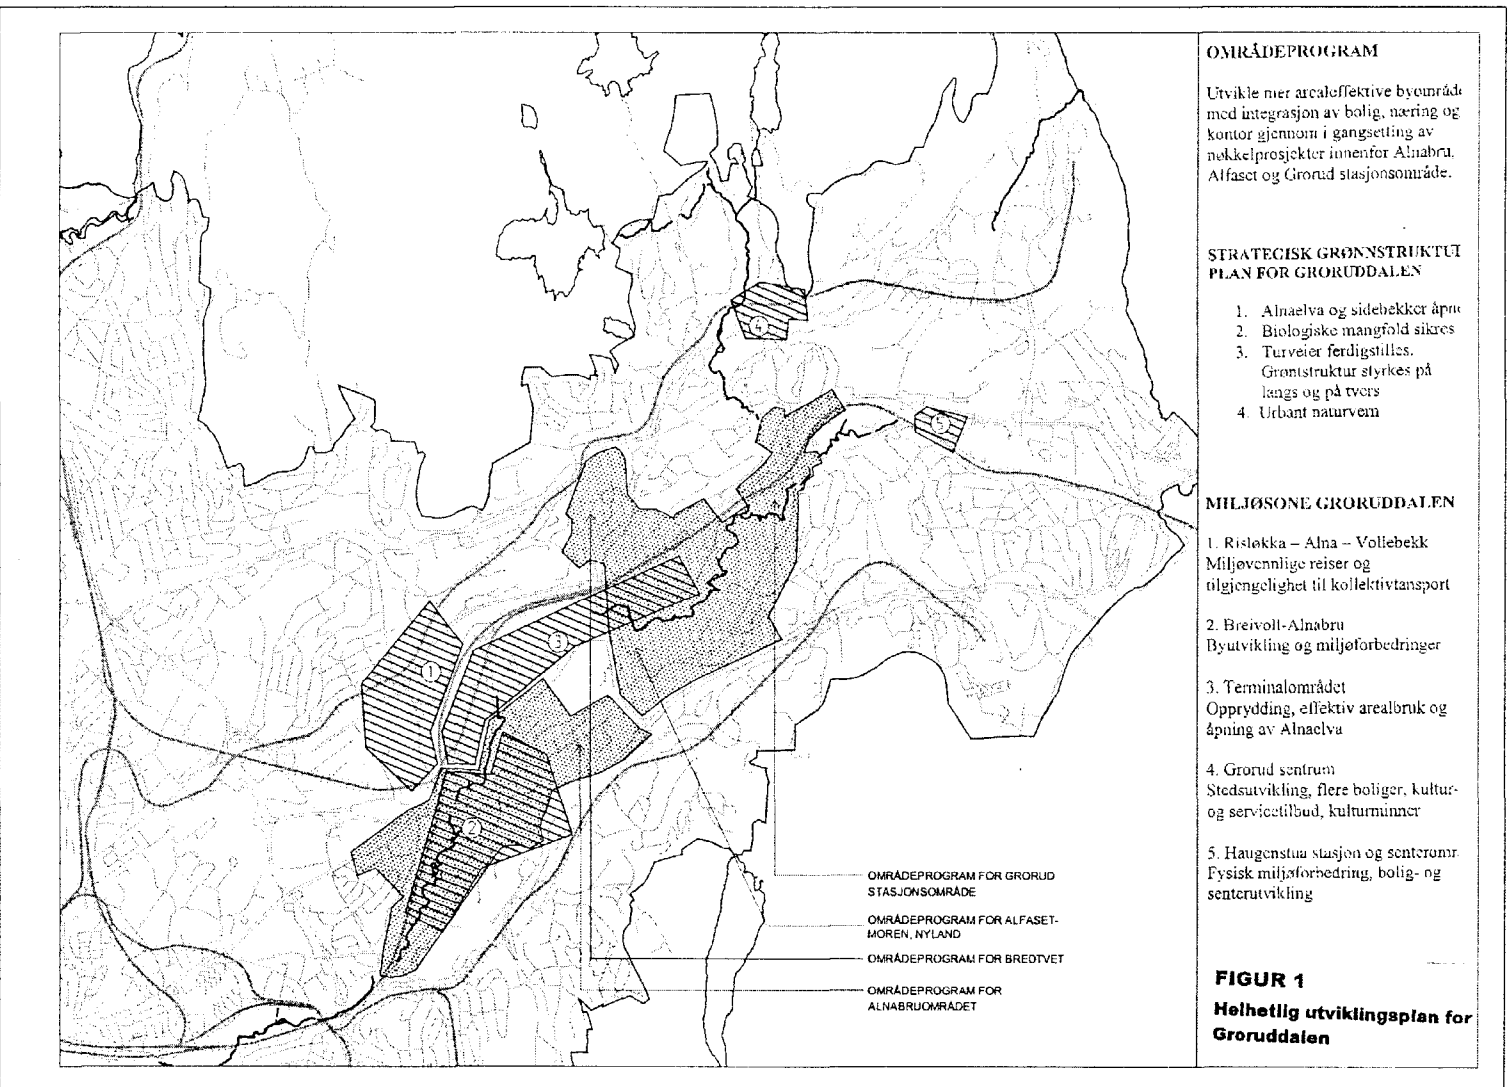 OMRÅDEPROGRAM
Utvikle mer arealeffektive byområde
med integrasjon av bolig, næring og
kontor gjennom i gangsetting av
nøkkelprosjekter innenfor Alnabru,
Alfaset og Grorud stasjonsområde.
STRATEGISK GRØNNSTRUKTU
PLAN FOR GRORUDDALEN
1. Alnaelva og sidebekker åpne
2. Biologiske mangfold sikres
3. Turveier ferdigstilles.
Grøntstruktur styrkes på
langs og på tvers
4. Urbant naturvern
MILJØSONE GRORUDDALEN
1. Risløkka – Alna – Vollebekk
Miljøvennlige reiser og
tilgjengelighet til kollektivtansport
2. Breivoll-Alnabru
Byutvikling og miljøforbedringer
3. Terminalområdet
Opprydding, effektiv arealbruk og
åpning av Alnaelva
4. Grorud sentrum
Stedsutvikling, flere boliger, kultur-
og servicetilbud, kulturminner
5. Haugenstua stasjon og senteromr.
Fysisk miljøforbedring, bolig- og
senterutvikling
FIGUR 1
Helhetlig utviklingsplan for
Groruddalen
4
5
3
1
2
OMRÅDEPROGRAM FOR GRORUD
STASJONSOMRÅDE
OMRÅDEPROGRAM FOR ALFASET-
MOREN, NYLAND
OMRÅDEPROGRAM FOR BREDTVET
OMRÅDEPROGRAM FOR
ALNABRUOMRÅDET